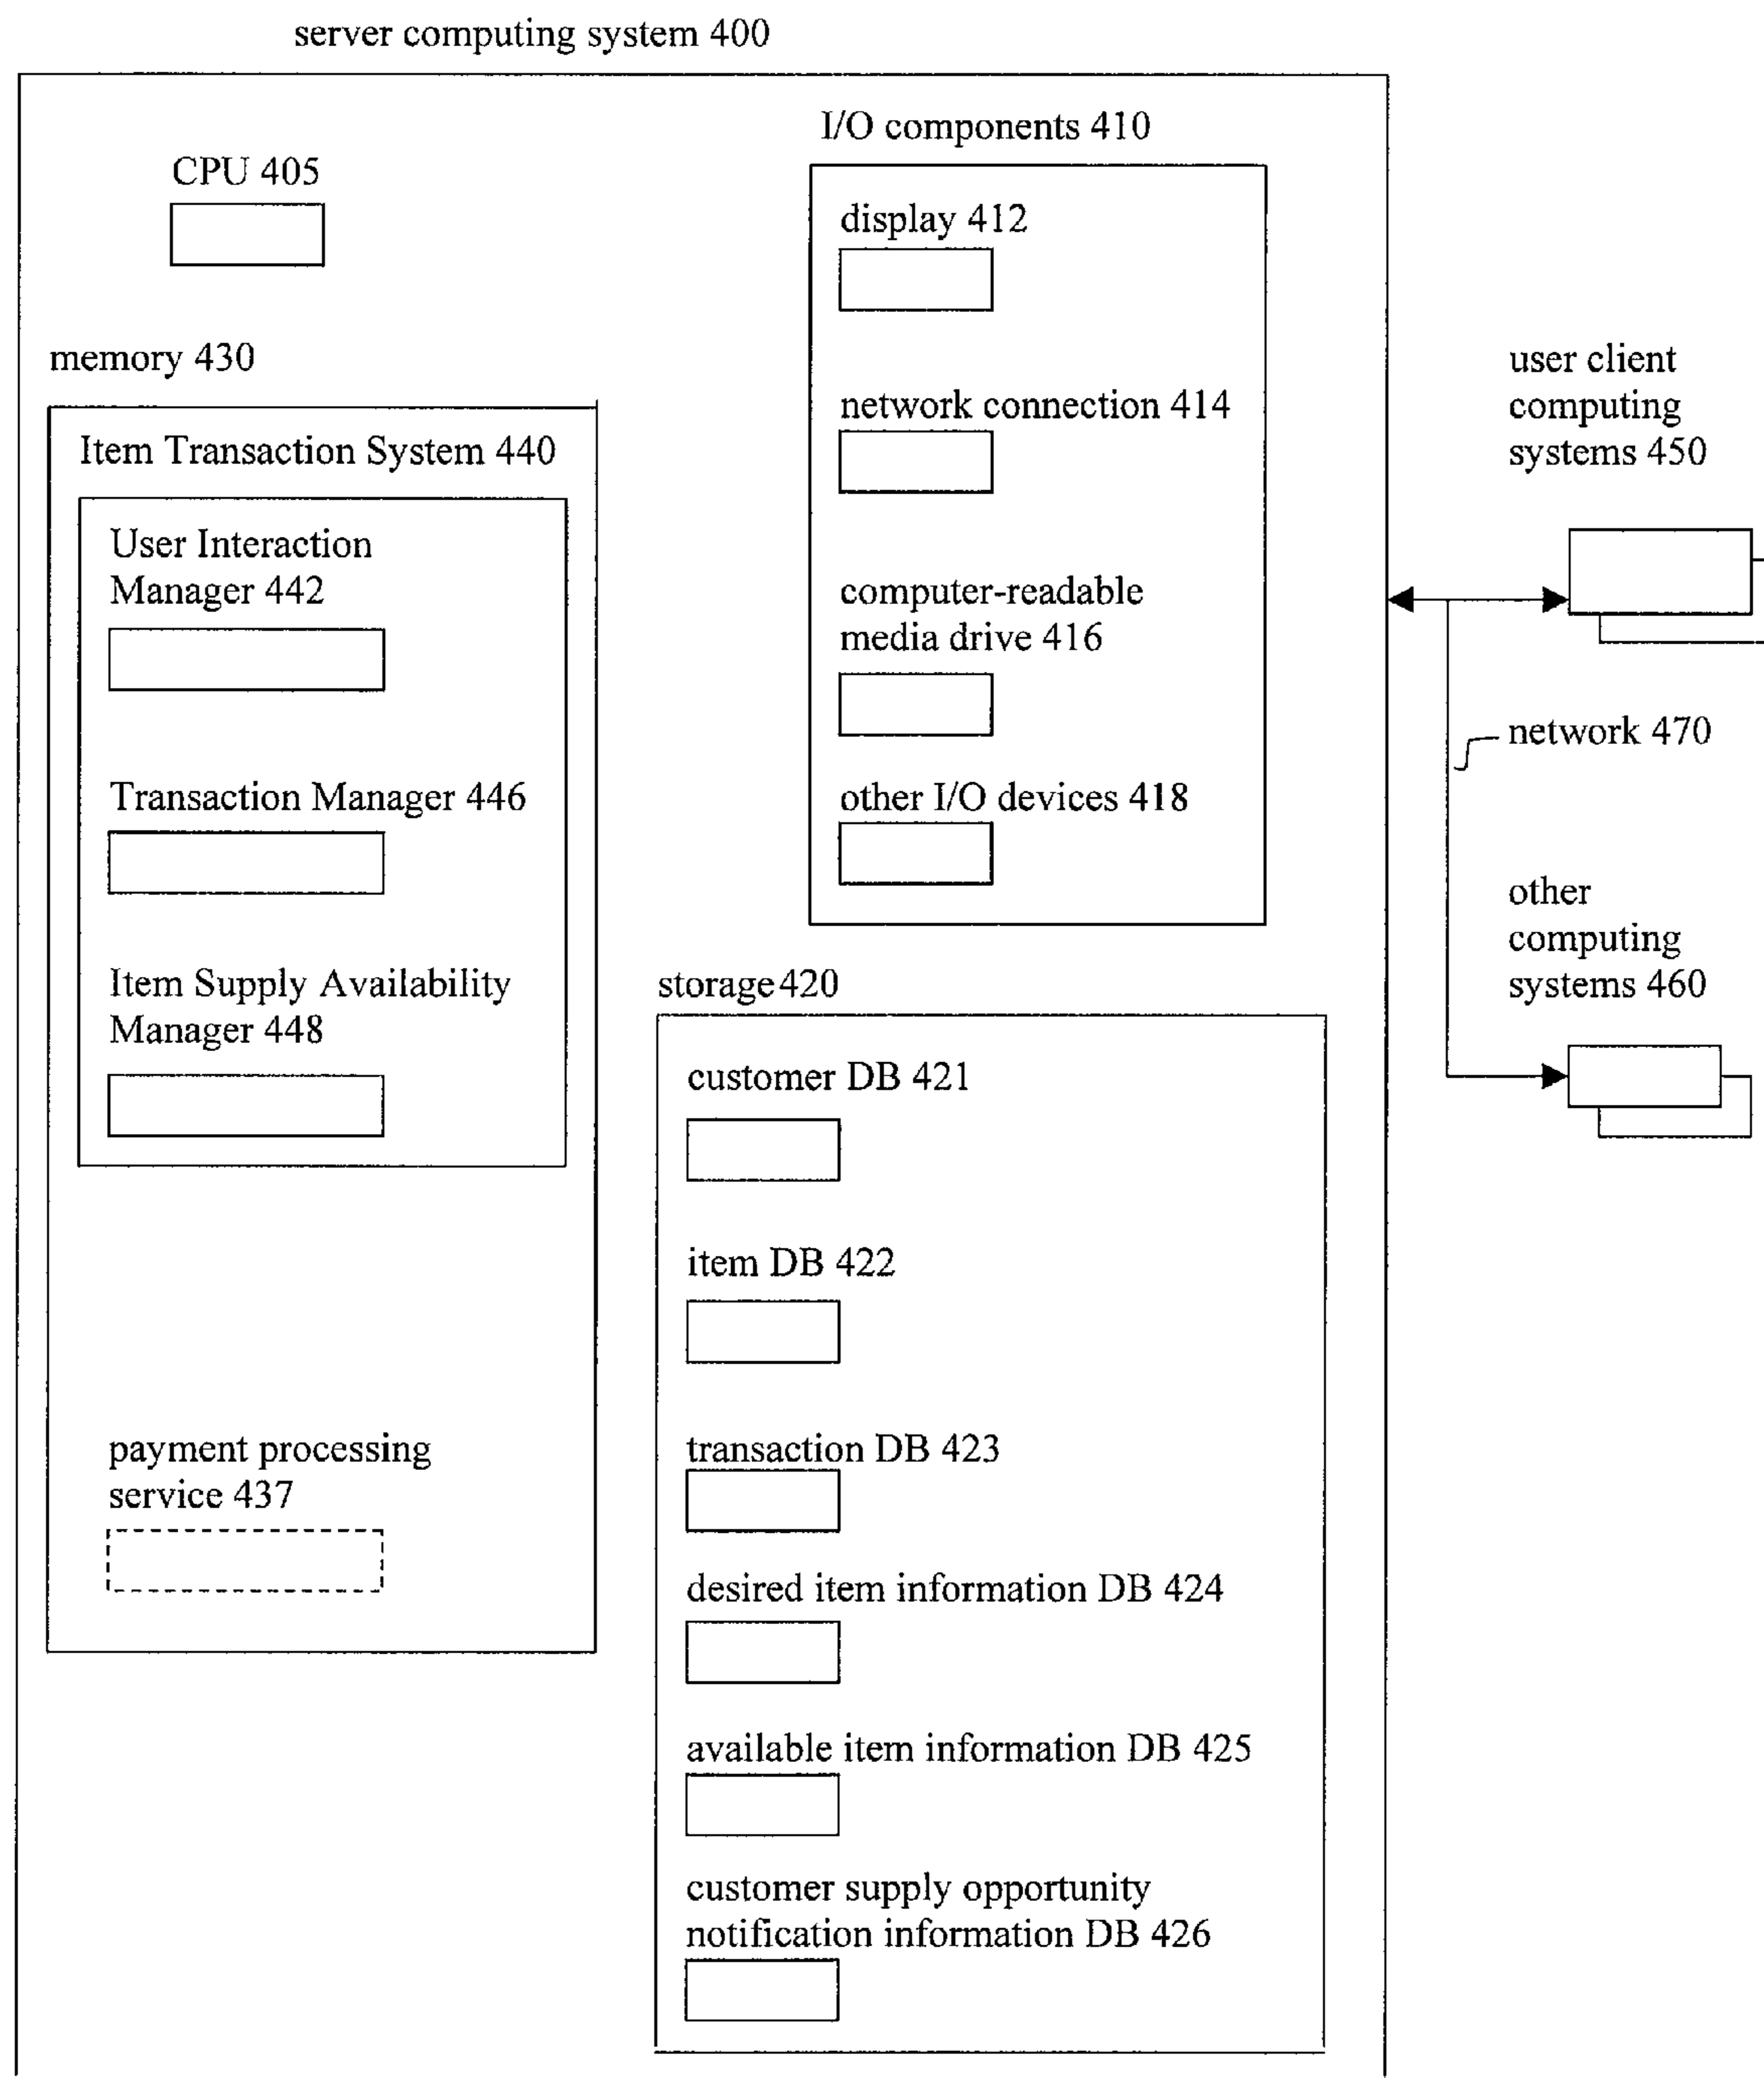 server computing system 400
CPU 405
memory 430
Item Transaction System 440
User Interaction
Manager 442
Transaction Manager 446
Item Supply Availability
Manager 448
payment processing
service 437
I/O components 410
display 412
network connection 414
computer-readable
media drive 416
other I/O devices 418
storage 420
customer DB 421
item DB 422
transaction DB 423
desired item information DB 424
available item information DB 425
customer supply opportunity
notification information DB 426
user client
computing
systems 450
network 470
other
computing
systems 460